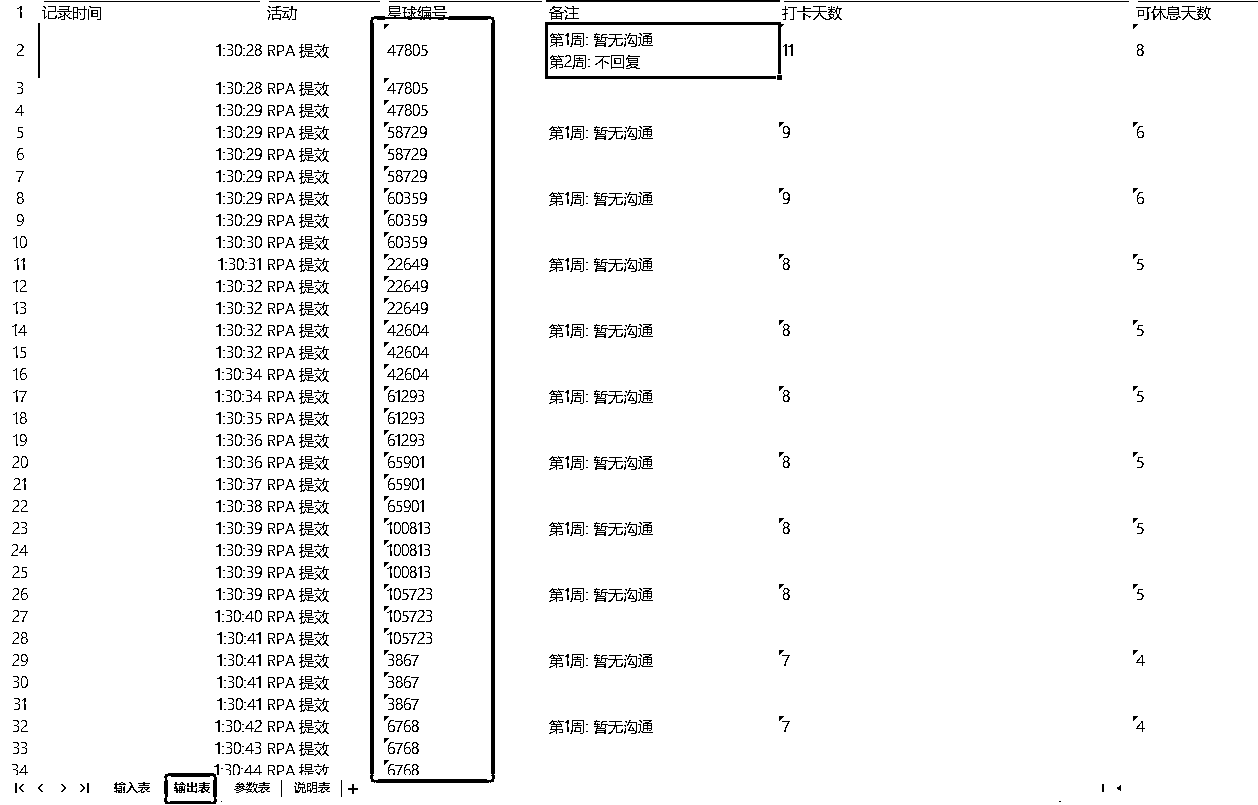 1 记录时间 活动 星球编号 备注 打卡天数 可休息天数
第1周: 暂无沟通
2 1:30:28 RPA 提效 47805 11 8
第2周: 不回复
3 1:30:28 RPA 提效 47805
4 1:30:29 RPA 提效 47805
5 1:30:29 RPA 提效 58729 第1周: 暂无沟通 9 6
6 1:30:29 RPA 提效 58729
7 1:30:29 RPA 提效 58729
8 1:30:29 RPA 提效 60359 第1周: 暂无沟通 9 6
9 1:30:29 RPA 提效 60359
10 1:30:30 RPA 提效 60359
11 1:30:31 RPA 提效 22649 第1周: 暂无沟通 8 5
12 1:30:32 RPA 提效 22649
13 1:30:32 RPA 提效 22649
14 1:30:32 RPA 提效 42604 第1周: 暂无沟通 8 5
15 1:30:32 RPA 提效 42604
16 1:30:34 RPA 提效 42604
17 1:30:34 RPA 提效 61293 第1周: 暂无沟通 8 5
18 1:30:35 RPA 提效 61293
19 1:30:36 RPA 提效 61293
20 1:30:36 RPA 提效 65901 第1周: 暂无沟通 8 5
21 1:30:37 RPA 提效 65901
22 1:30:38 RPA 提效 65901
23 1:30:39 RPA 提效 100813 第1周: 暂无沟通 8 5
24 1:30:39 RPA 提效 100813
25 1:30:39 RPA 提效 100813
26 1:30:39 RPA 提效 105723 第1周: 暂无沟通 8 5
27 1:30:40 RPA 提效 105723
28 1:30:41 RPA 提效 105723
29 1:30:41 RPA 提效 3867 第1周: 暂无沟通 7 4
30 1:30:41 RPA 提效 3867
31 1:30:41 RPA 提效 3867
32 1:30:42 RPA 提效 6768 第1周: 暂无沟通 7 4
33 1:30:43 RPA 提效 6768
34 1:30:44 RPA 提效 6768
输入表 输出表 参数表 说明表 +